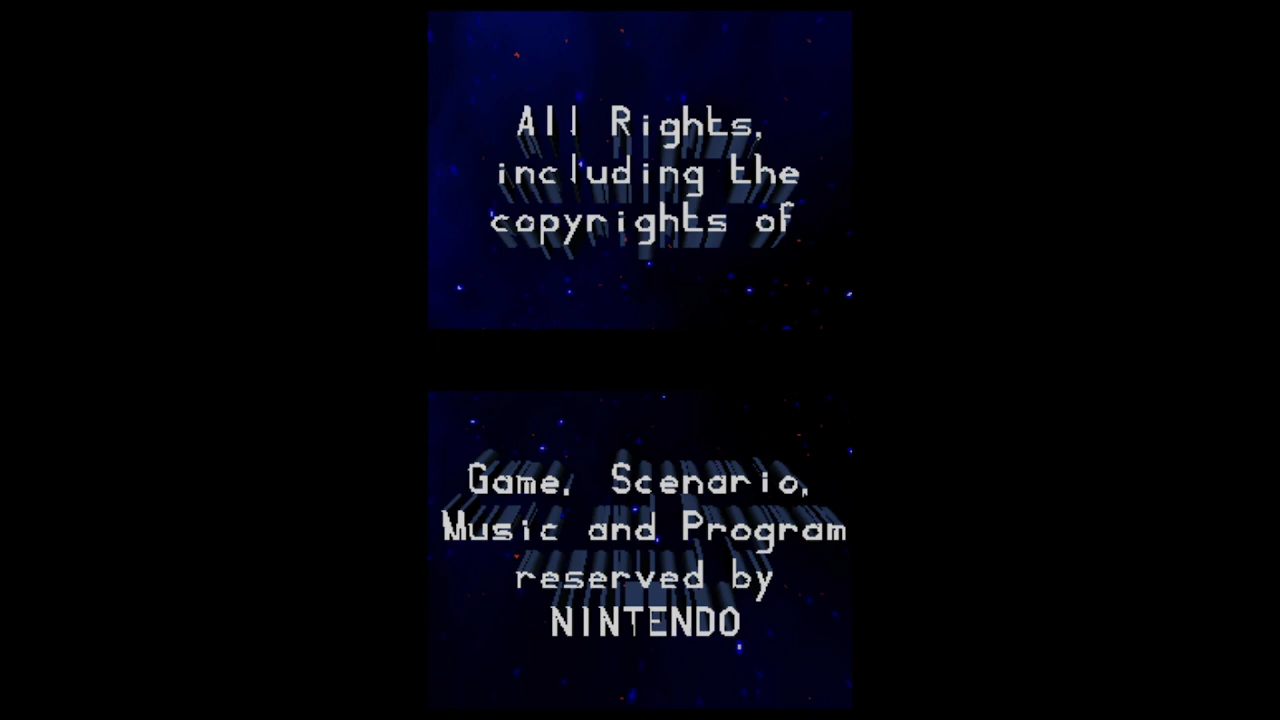 All Rights,
including the
copyrights of
Game, Scenario,
Music and Program
reserved by
NINTENDO.